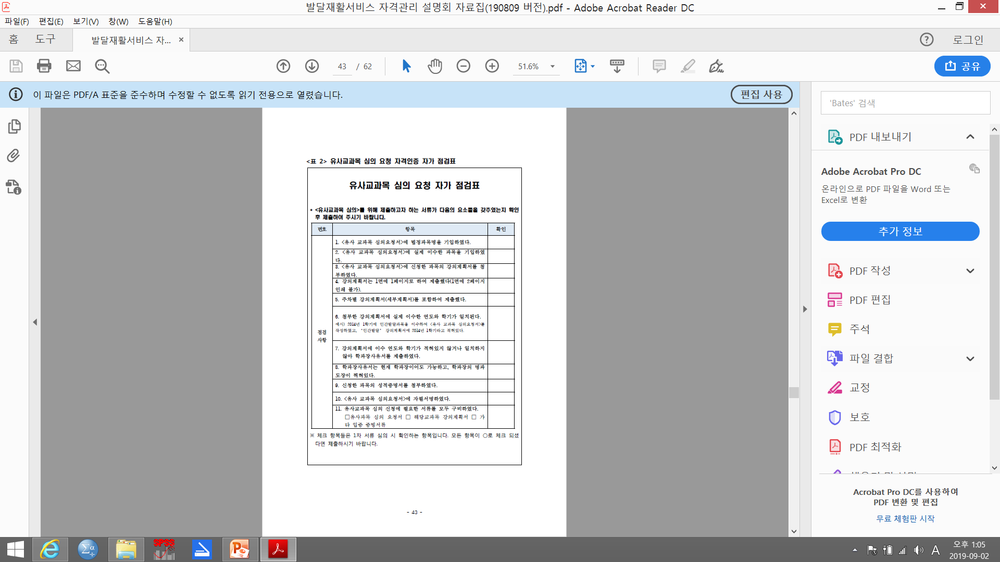 발달재활서비스 자격관리 설명회 자료집(190809 버전).pdf - Adobe Acrobat Reader DC
파일(F) 편집(E) 보기(V) 창(W) 도움말(H)
홈 도구 발달재활서비스 자... × ? 로그인
43 / 62 51.6% 공유
이 파일은 PDF/A 표준을 준수하며 수정할 수 없도록 읽기 전용으로 열렸습니다. 편집 사용
<표 2> 유사교과목 심의 요청 자격인증 자가 점검표
유사교과목 심의 요청 자가 점검표
* <유사교과목 심의>를 위해 제출하고자 하는 서류가 다음의 요소들을 갖추었는지 확인
후 제출하여 주시기 바랍니다.
번호 항목 확인
점검
사항
1. <유사 교과목 심의요청서>에 법정과목명을 기입하였다.
2. <유사 교과목 심의요청서>에 실제 이수한 과목을 기입하였
다.
3. <유사 교과목 심의요청서>에 신청한 과목의 강의계획서를 첨
부하였다.
4. 강의계획서는 1면에 1페이지로 하여 제출했다(1면에 2페이지
인쇄 불가).
5. 주차별 강의계획서(세부계획서)를 포함하여 제출했다.
6. 첨부한 강의계획서에 실제 이수한 연도와 학기가 일치된다.
예시) 2014년 1학기에 인간발달과목을 이수하여 <유사 교과목 심의요청서>를
작성하였고, ‘인간발달’ 강의계획서에 2014년 1학기라고 적혀있다.
7. 강의계획서에 이수 연도와 학기가 적혀있지 않거나 일치하지
않아 학과장사유서를 제출하였다.
8. 학과장사유서는 현재 학과장이어도 가능하고, 학과장의 명과
도장이 찍혀있다.
9. 신청한 과목의 성적증명서를 첨부하였다.
10. <유사 교과목 심의요청서>에 자필서명하였다.
11. 유사교과목 심의 신청에 필요한 서류를 모두 구비하였다.
□유사과목 심의 요청서 □ 해당교과목 강의계획서 □ 가
타 입증 증빙서류
※ 체크 항목들은 1차 서류 심의 시 확인하는 항목입니다. 모든 항목이 ○로 체크 되셨
다면 제출하시기 바랍니다.
- 43 -
'Bates' 검색
PDF 내보내기
Adobe Acrobat Pro DC
온라인으로 PDF 파일을 Word 또는
Excel로 변환
추가 정보
PDF 작성
PDF 편집
주석
파일 결합
교정
보호
PDF 최적화
Acrobat Pro DC를 사용하여
PDF 변환 및 편집
무료 체험판 시작
SPSS
A
오후 1:05
2019-09-02